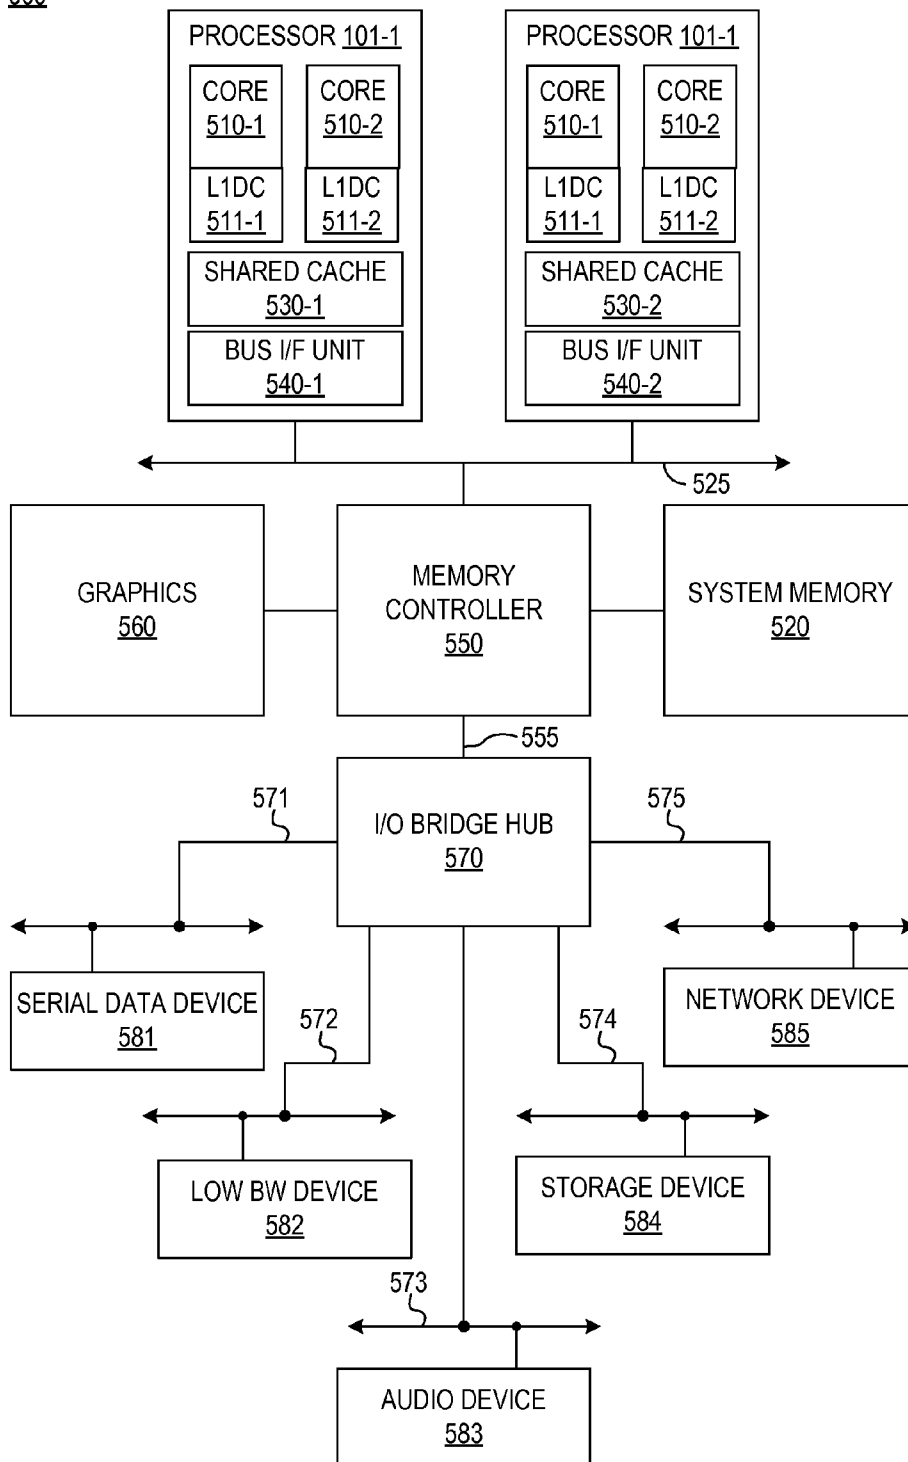 PROCESSOR 101-1
CORE
510-1
CORE
510-2
L1DC
511-1
L1DC
511-2
SHARED CACHE
530-1
BUS I/F UNIT
540-1
PROCESSOR 101-1
CORE
510-1
CORE
510-2
L1DC
511-1
L1DC
511-2
SHARED CACHE
530-2
BUS I/F UNIT
540-2
525
GRAPHICS
560
MEMORY
CONTROLLER
550
SYSTEM MEMORY
520
555
571
I/O BRIDGE HUB
570
575
SERIAL DATA DEVICE
581
572
574
NETWORK DEVICE
585
LOW BW DEVICE
582
STORAGE DEVICE
584
573
AUDIO DEVICE
583